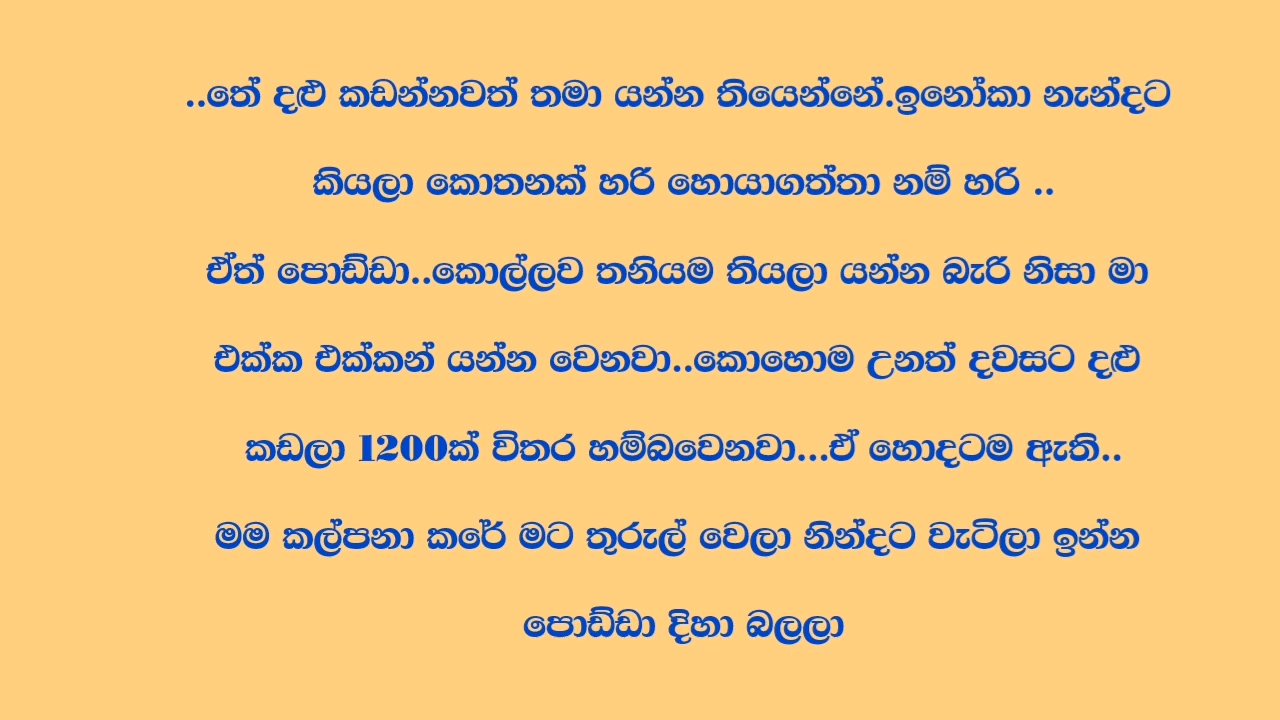 ..තේ දළු කඩන්නවත් තමා යන්න තියෙන්නේ.ඉනෝකා නැන්දට
කියලා කොතනක් හරි හොයාගත්තා නම් හරි ..
ඒත් පොඩ්ඩා..කොල්ලව තනියම තියලා යන්න බැරි නිසා මා
එක්ක එක්කන් යන්න වෙනවා..කොහොම උනත් දවසට දළු
කඩලා 1200ක් විතර හම්බවෙනවා...ඒ හොදටම ඇති..
මම කල්පනා කරේ මට තුරුල් වෙලා නින්දට වැටිලා ඉන්න
පොඩ්ඩා දිහා බලලා